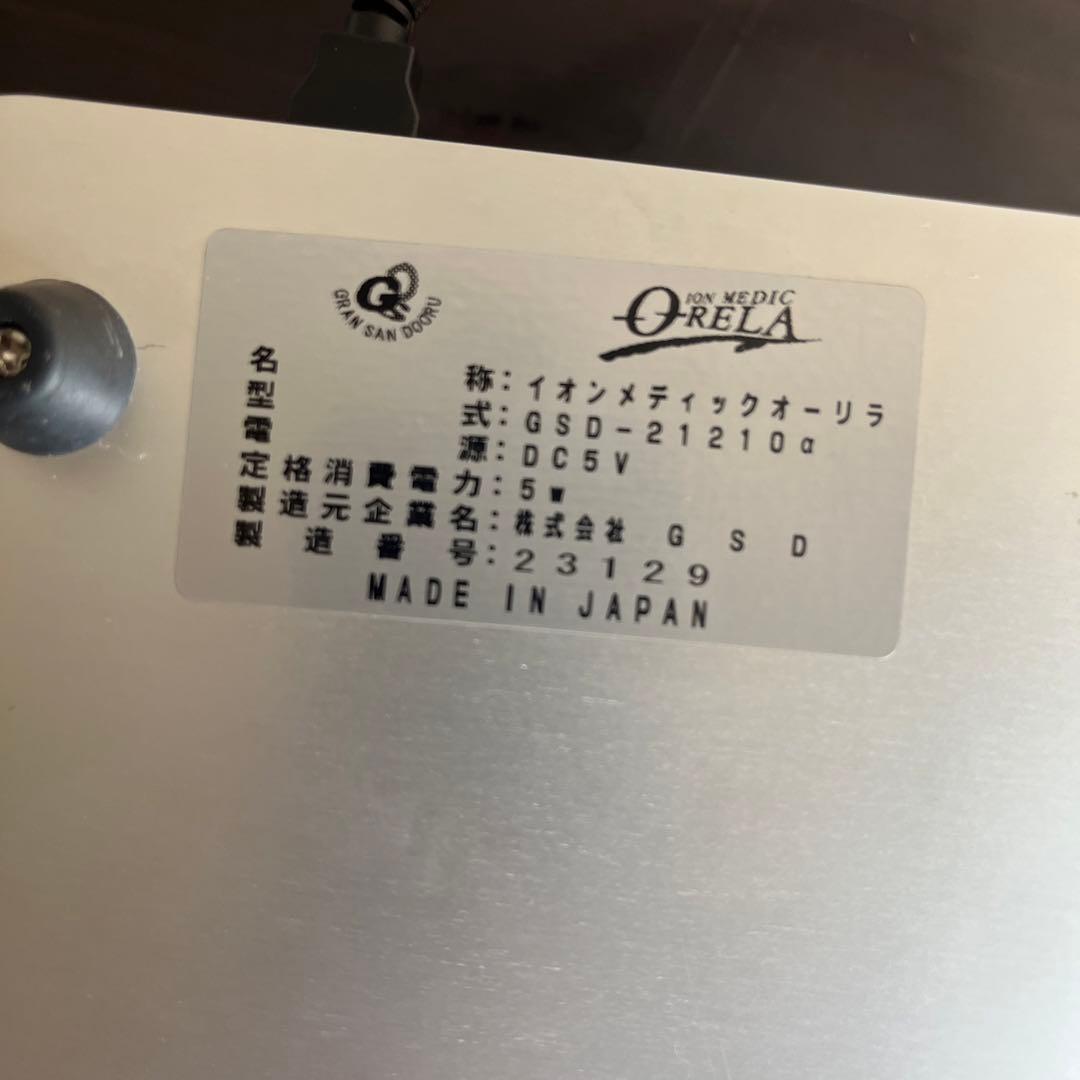 GRAN SAN DOORU
ION MEDIC
ORELA
名称：イオンメディックオーリラ
型式：GSD-21210α
電源：DC5V
定格消費電力：5w
製造元企業名：株式会社 GSD
製造番号：23129
MADE IN JAPAN